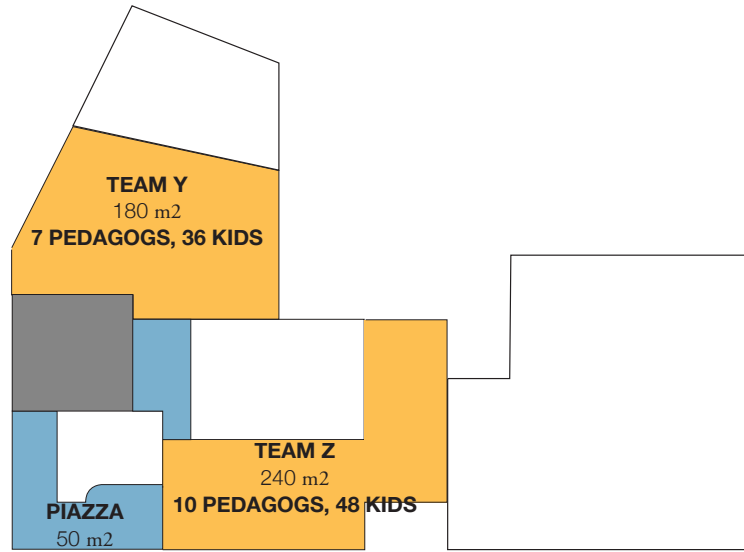 TEAM Y
180 m2
7 PEDAGOGS, 36 KIDS
TEAM Z
240 m2
10 PEDAGOGS, 48 KIDS
PIAZZA
50 m2